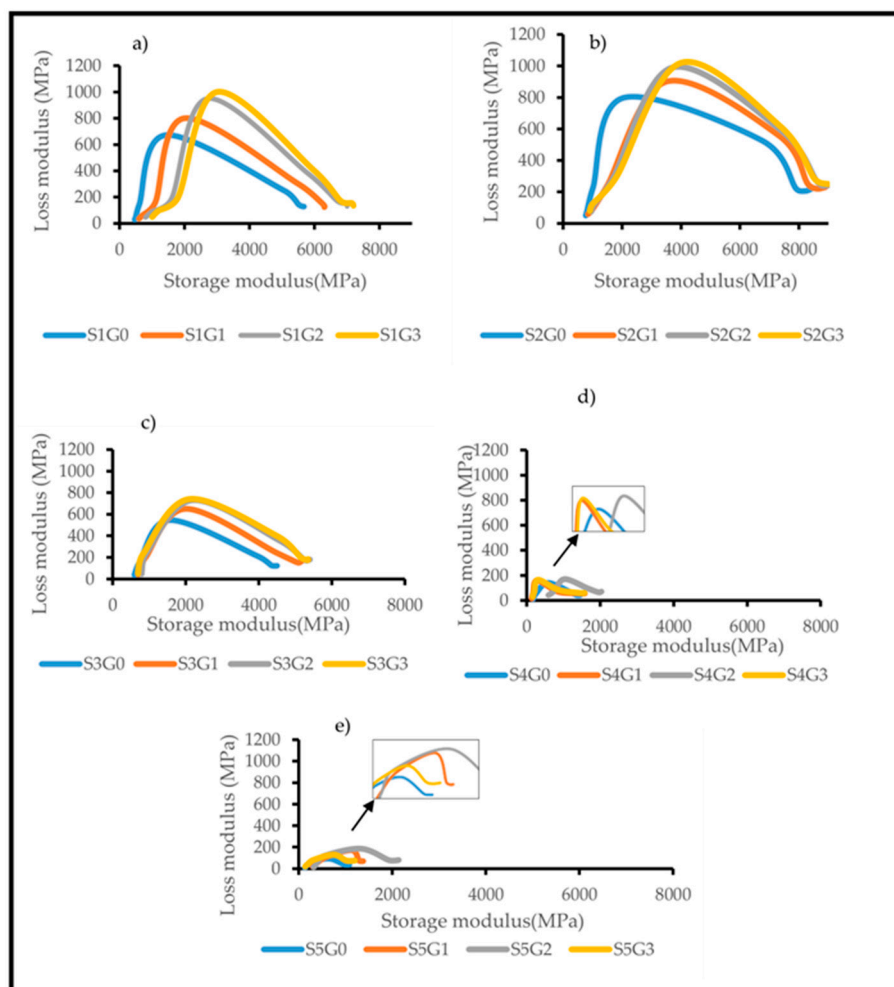 a)
Loss modulus (MPa)
1200
1000
800
600
400
200
0
0 2000 4000 6000 8000
Storage modulus(MPa)
S1G0 S1G1 S1G2 S1G3
b)
Loss modulus (MPa)
1200
1000
800
600
400
200
0
0 2000 4000 6000 8000
Storage modulus(MPa)
S2G0 S2G1 S2G2 S2G3
c)
Loss modulus (MPa)
1200
1000
800
600
400
200
0
0 2000 4000 6000 8000
Storage modulus(MPa)
S3G0 S3G1 S3G2 S3G3
d)
Loss modulus (MPa)
1200
1000
800
600
400
200
0
0 2000 4000 6000 8000
Storage modulus(MPa)
S4G0 S4G1 S4G2 S4G3
e)
Loss modulus (MPa)
1200
1000
800
600
400
200
0
0 2000 4000 6000 8000
Storage modulus(MPa)
S5G0 S5G1 S5G2 S5G3